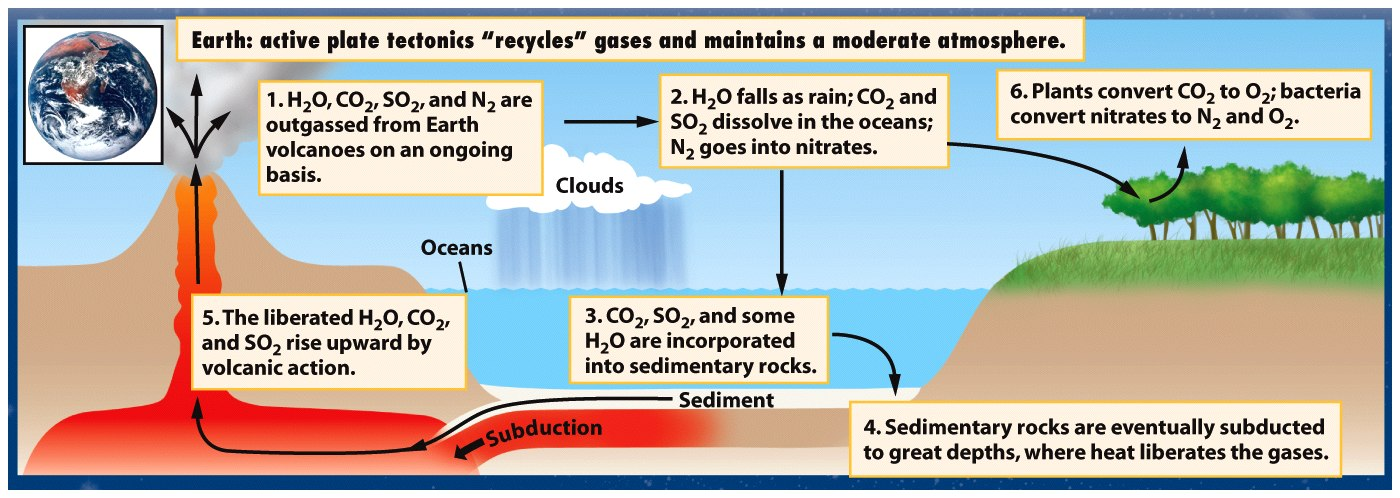 Earth: active plate tectonics “recycles” gases and maintains a moderate atmosphere.
1. H₂O, CO₂, SO₂, and N₂ are
outgassed from Earth
volcanoes on an ongoing
basis.
2. H₂O falls as rain; CO₂ and
SO₂ dissolve in the oceans;
N₂ goes into nitrates.
6. Plants convert CO₂ to O₂; bacteria
convert nitrates to N₂ and O₂.
Clouds
Oceans
5. The liberated H₂O, CO₂,
and SO₂ rise upward by
volcanic action.
3. CO₂, SO₂, and some
H₂O are incorporated
into sedimentary rocks.
Sediment
Subduction
4. Sedimentary rocks are eventually subducted
to great depths, where heat liberates the gases.